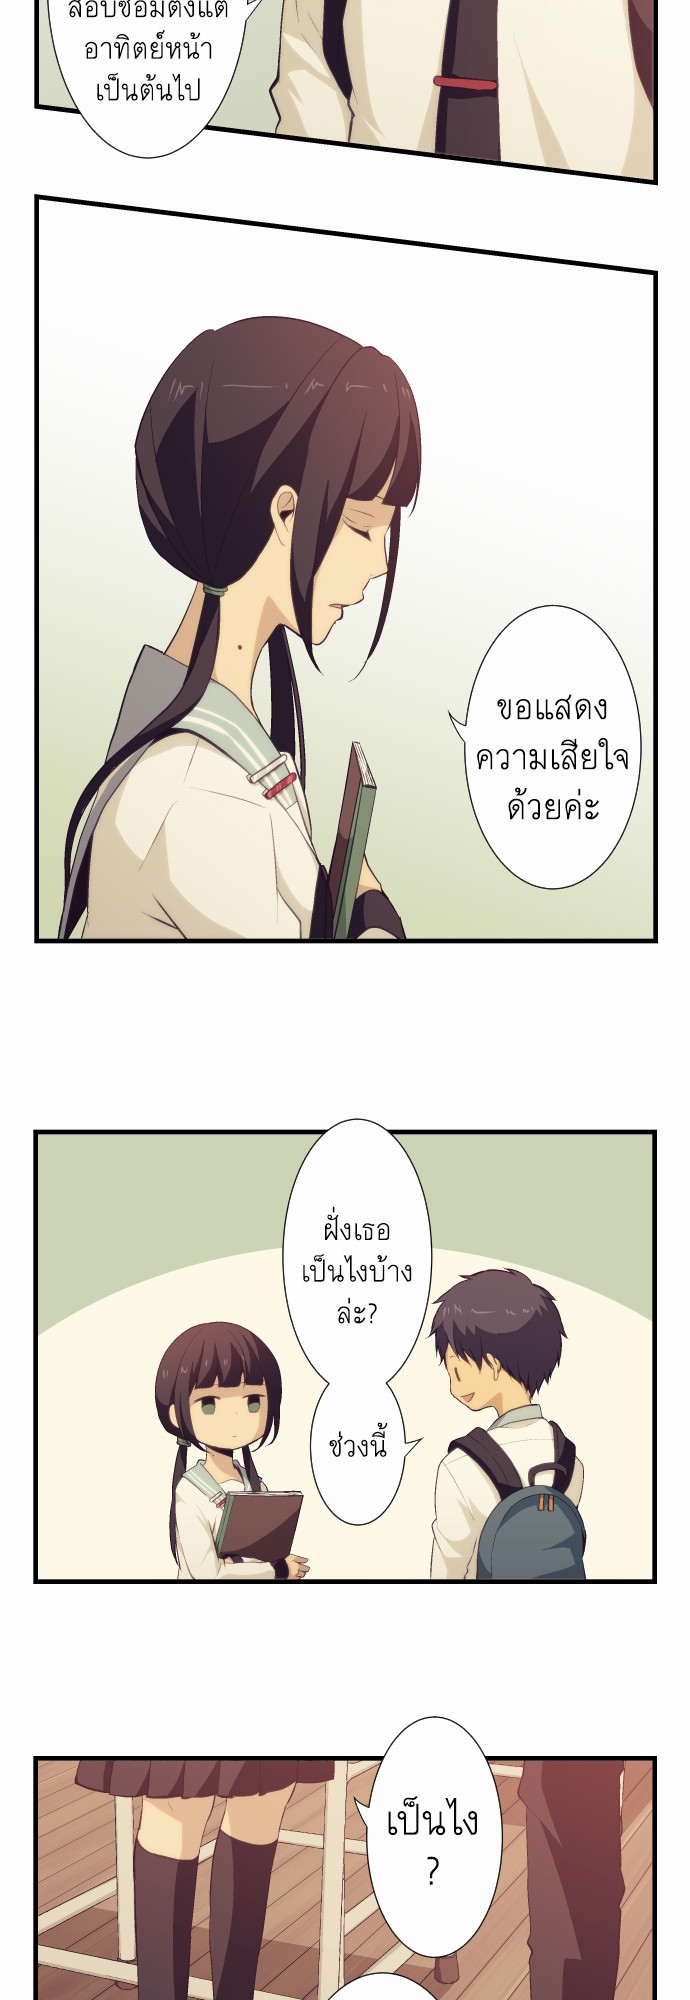 สอบซ่อมตั้งแต่
อาทิตย์หน้า
เป็นต้นไป
ขอแสดง
ความเสียใจ
ด้วยค่ะ
ฝั่งเธอ
เป็นไงบ้าง
ล่ะ?
ช่วงนี้
เป็นไง
?